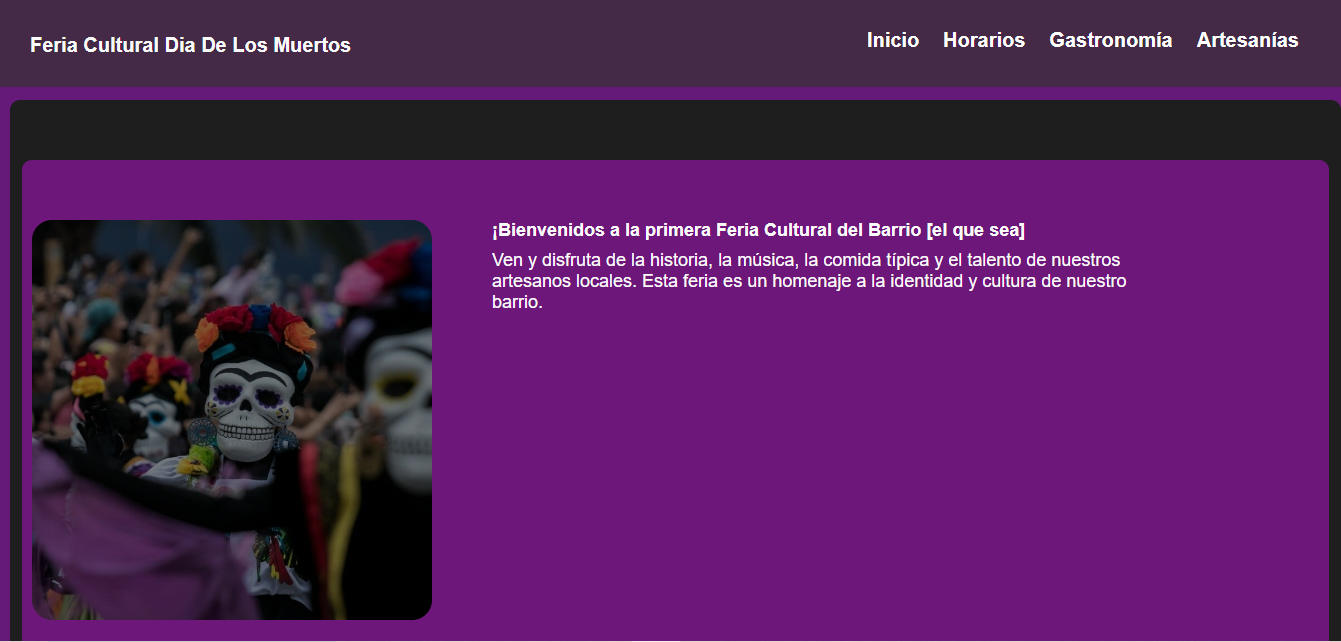 Feria Cultural Dia De Los Muertos
Inicio Horarios Gastronomía Artesanías
¡Bienvenidos a la primera Feria Cultural del Barrio [el que sea]
Ven y disfruta de la historia, la música, la comida típica y el talento de nuestros
artesanos locales. Esta feria es un homenaje a la identidad y cultura de nuestro
barrio.